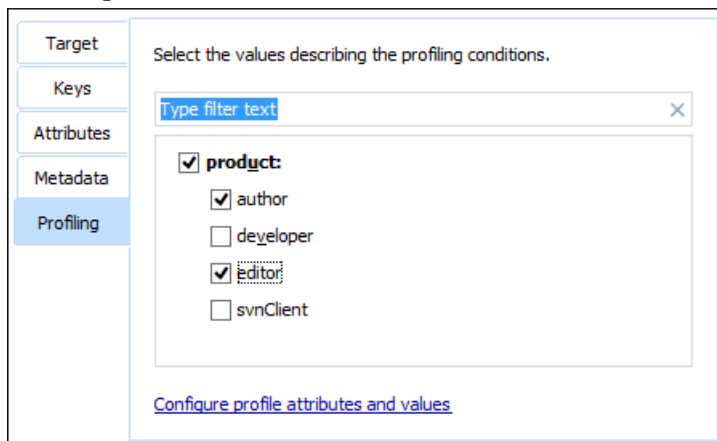 Target
Keys
Attributes
Metadata
Profiling
Select the values describing the profiling conditions.
Type filter text
product:
author
developer
editor
svnClient
Configure profile attributes and values